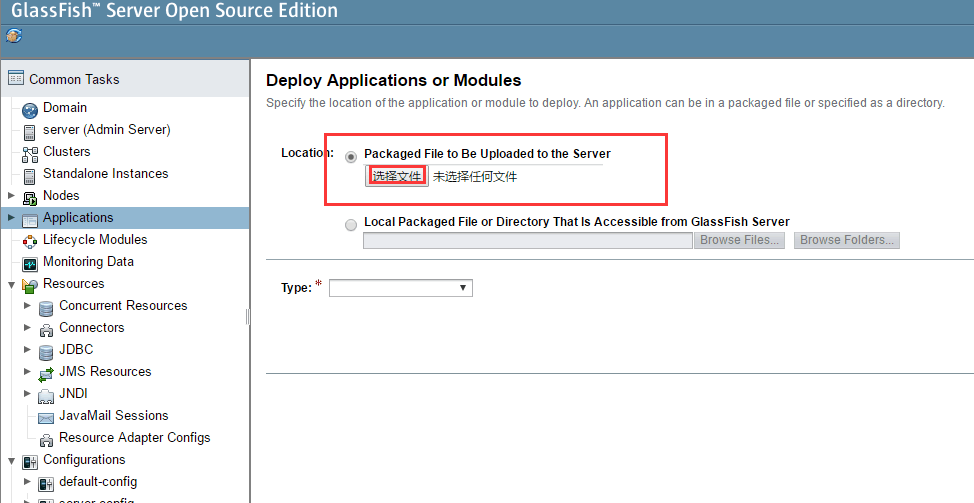 GlassFish™ Server Open Source Edition
Common Tasks
Domain
server (Admin Server)
Clusters
Standalone Instances
Nodes
Applications
Lifecycle Modules
Monitoring Data
Resources
Concurrent Resources
Connectors
JDBC
JMS Resources
JNDI
JavaMail Sessions
Resource Adapter Configs
Configurations
default-config
server-config
Deploy Applications or Modules
Specify the location of the application or module to deploy. An application can be in a packaged file or specified as a directory.
Location: Packaged File to Be Uploaded to the Server
选择文件 未选择任何文件
Local Packaged File or Directory That Is Accessible from GlassFish Server
Browse Files... Browse Folders...
Type: *